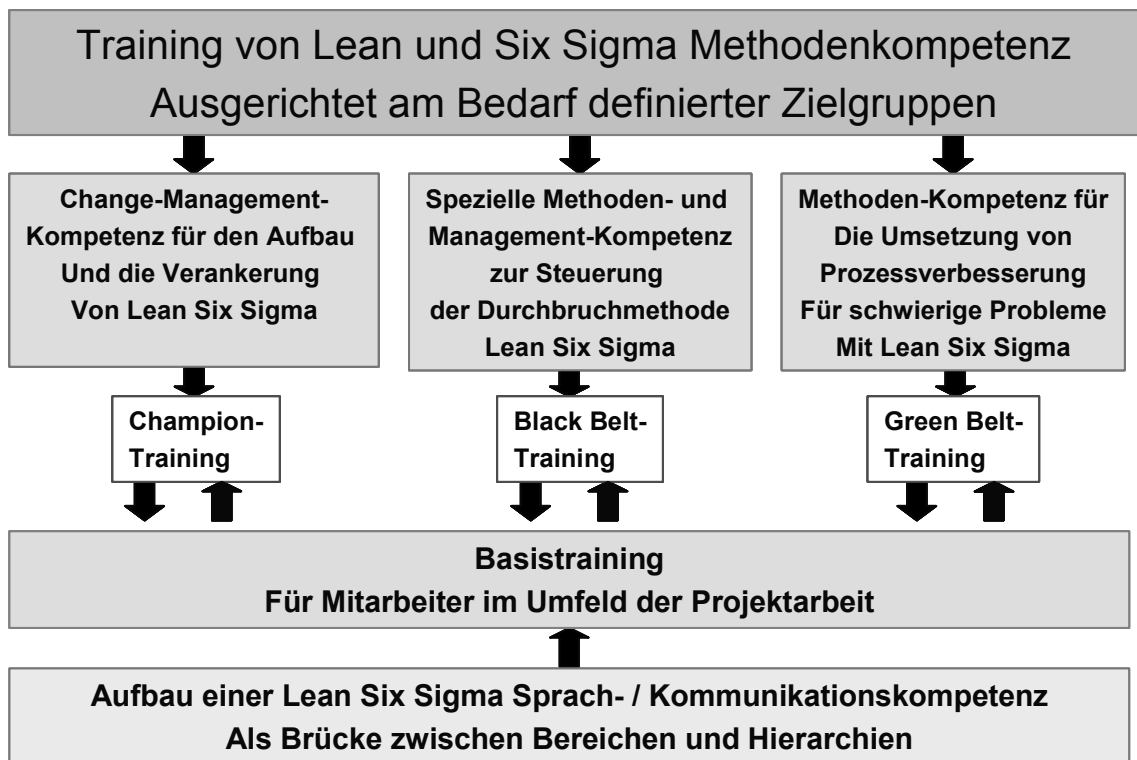 Training von Lean und Six Sigma Methodenkompetenz
Ausgerichtet am Bedarf definierter Zielgruppen
Change-Management-
Kompetenz für den Aufbau
Und die Verankerung
Von Lean Six Sigma
Spezielle Methoden- und
Management-Kompetenz
zur Steuerung
der Durchbruchmethode
Lean Six Sigma
Methoden-Kompetenz für
Die Umsetzung von
Prozessverbesserung
Für schwierige Probleme
Mit Lean Six Sigma
Champion-
Training
Black Belt-
Training
Green Belt-
Training
Basistraining
Für Mitarbeiter im Umfeld der Projektarbeit
Aufbau einer Lean Six Sigma Sprach- / Kommunikationskompetenz
Als Brücke zwischen Bereichen und Hierarchien